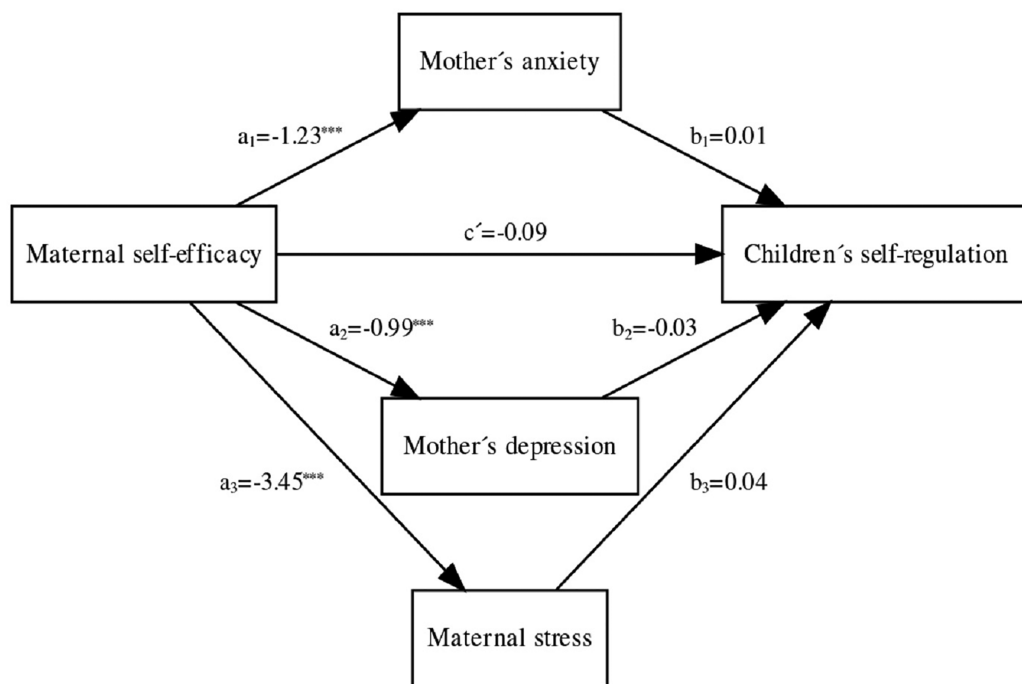 Mother´s anxiety
a₁=-1.23***
b₁=0.01
Maternal self-efficacy
c´=-0.09
Children´s self-regulation
a₂=-0.99***
b₂=-0.03
Mother´s depression
a₃=-3.45***
b₃=0.04
Maternal stress